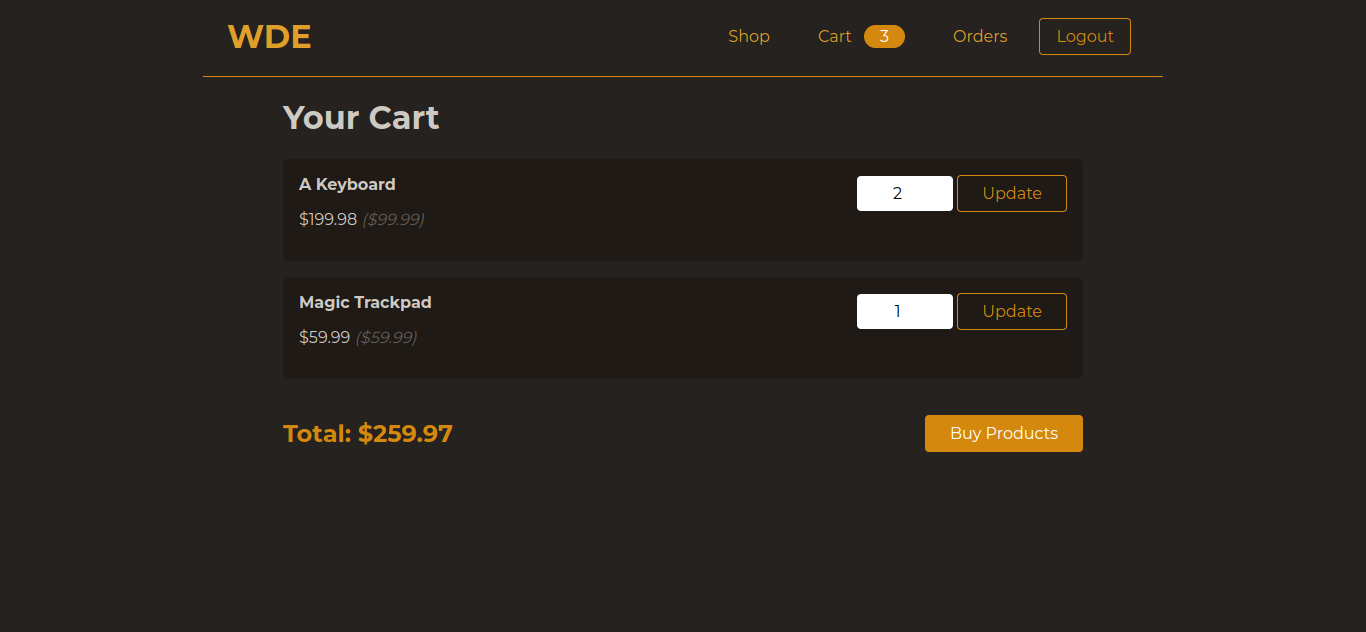 WDE
Shop Cart 3 Orders Logout
Your Cart
A Keyboard
2 Update
$199.98 ($99.99)
Magic Trackpad
1 Update
$59.99 ($59.99)
Total: $259.97
Buy Products